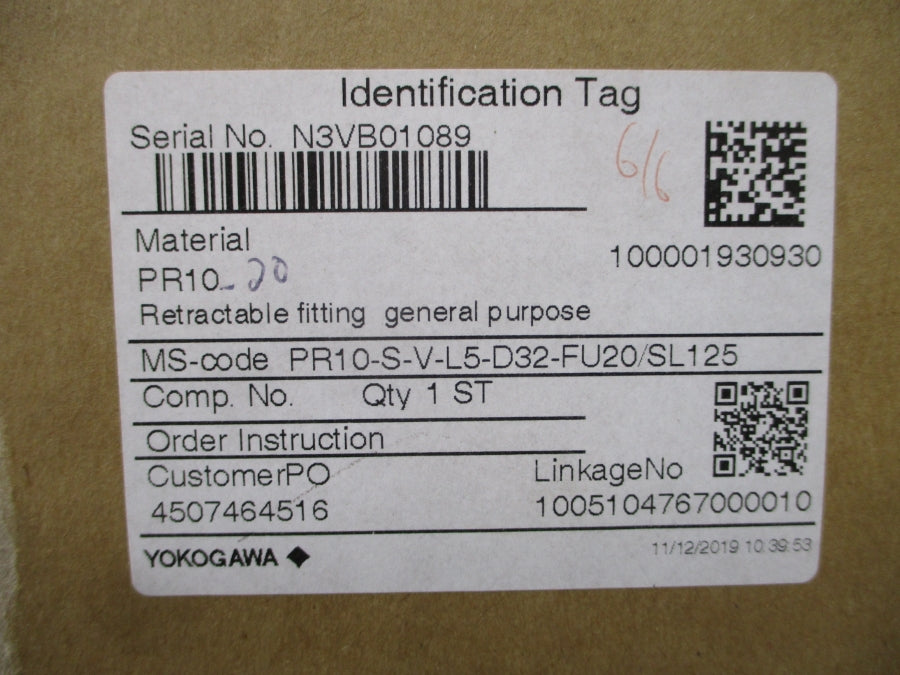 Identification Tag
Serial No. N3VB01089
6/6
Material
100001930930
PR10-20
Retractable fitting general purpose
MS-code PR10-S-V-L5-D32-FU20/SL125
Comp. No. Qty 1 ST
Order Instruction
CustomerPO LinkageNo
4507464516 1005104767000010
YOKOGAWA
11/12/2019 10:39:53